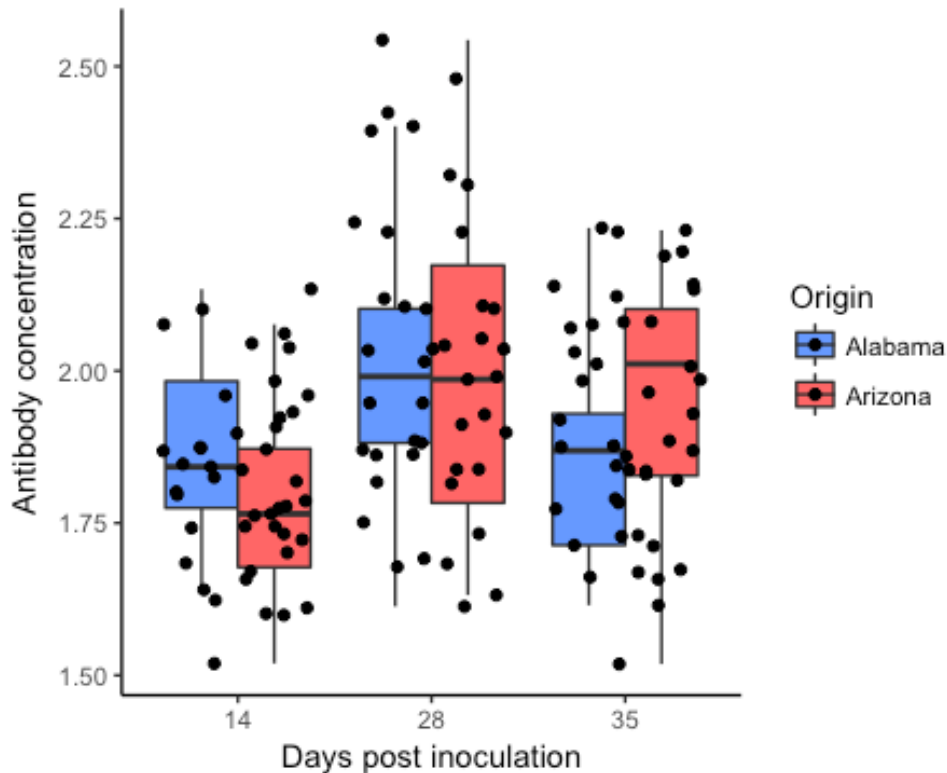 2.50
2.25
2.00
1.75
1.50
Antibody concentration
14 28 35
Days post inoculation
Origin
Alabama
Arizona